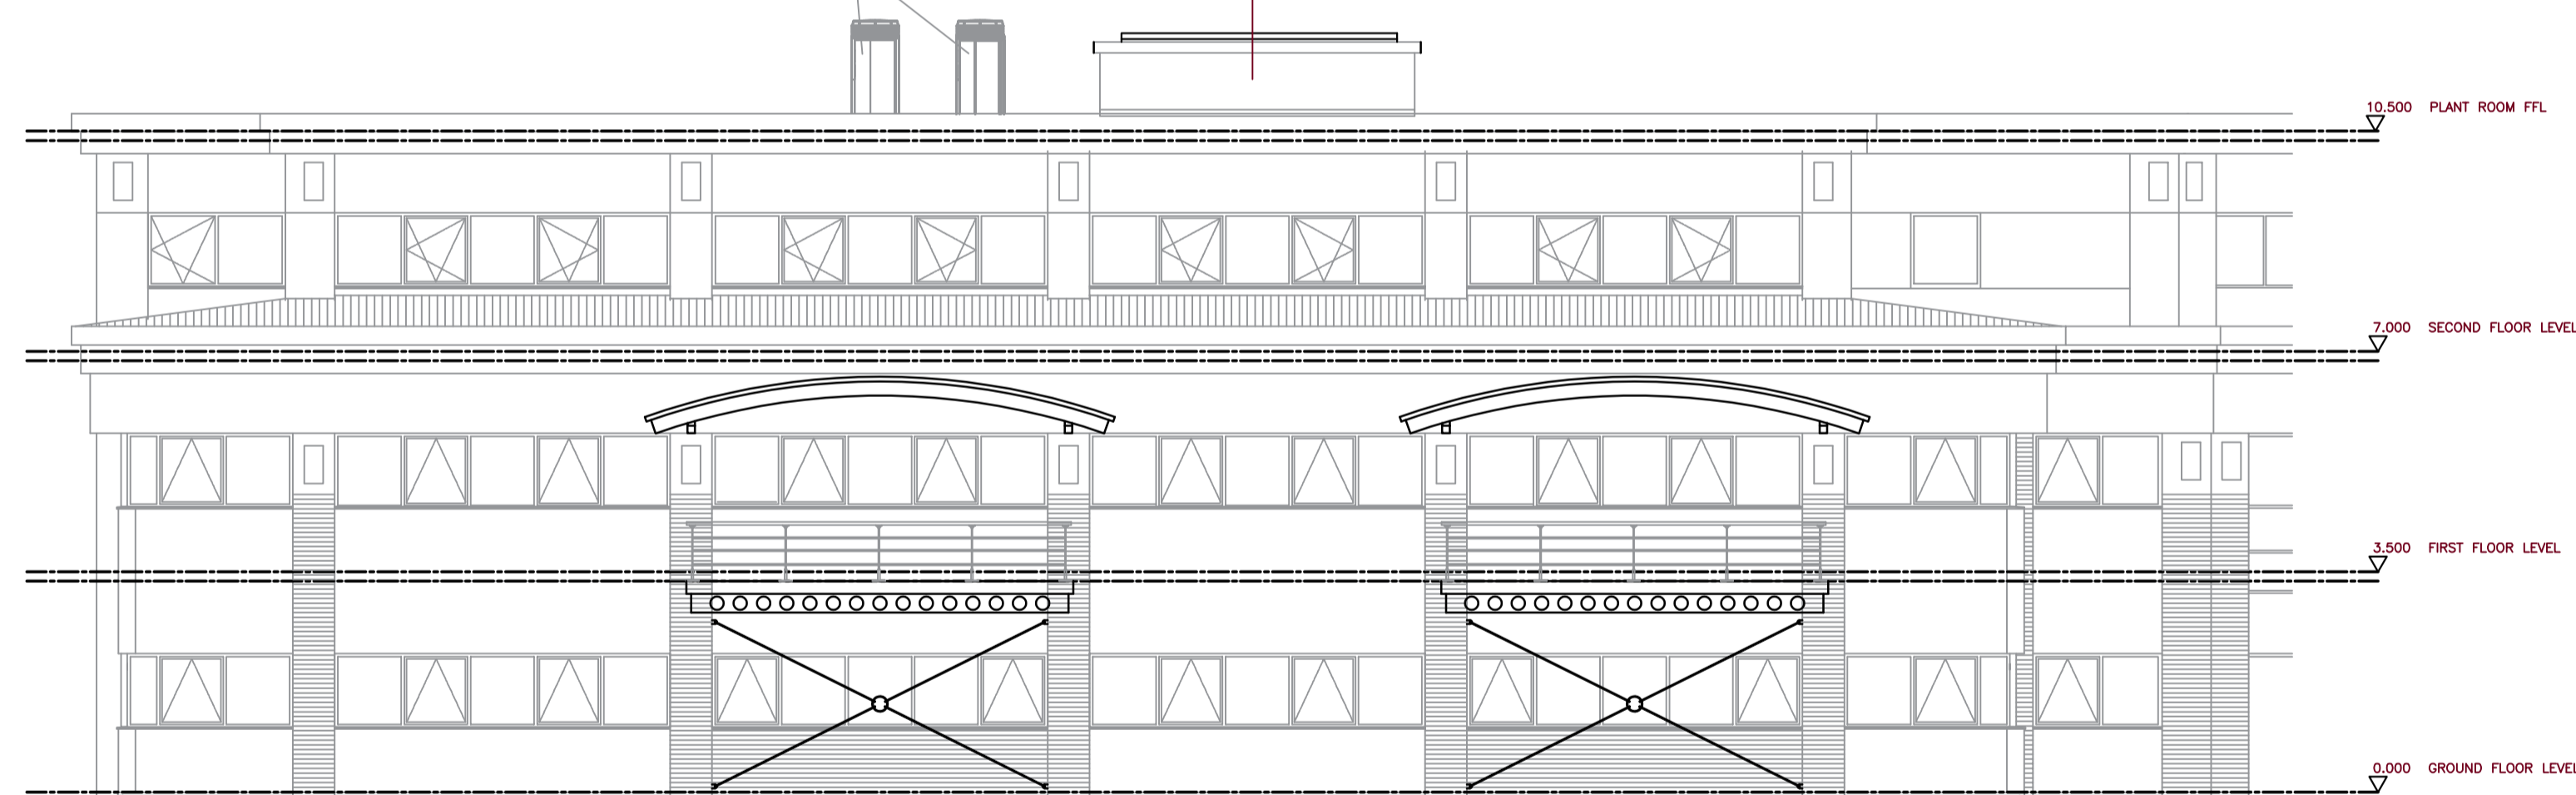 10.500 PLANT ROOM FFL
7.000 SECOND FLOOR LEVEL
3.500 FIRST FLOOR LEVEL
0.000 GROUND FLOOR LEVEL